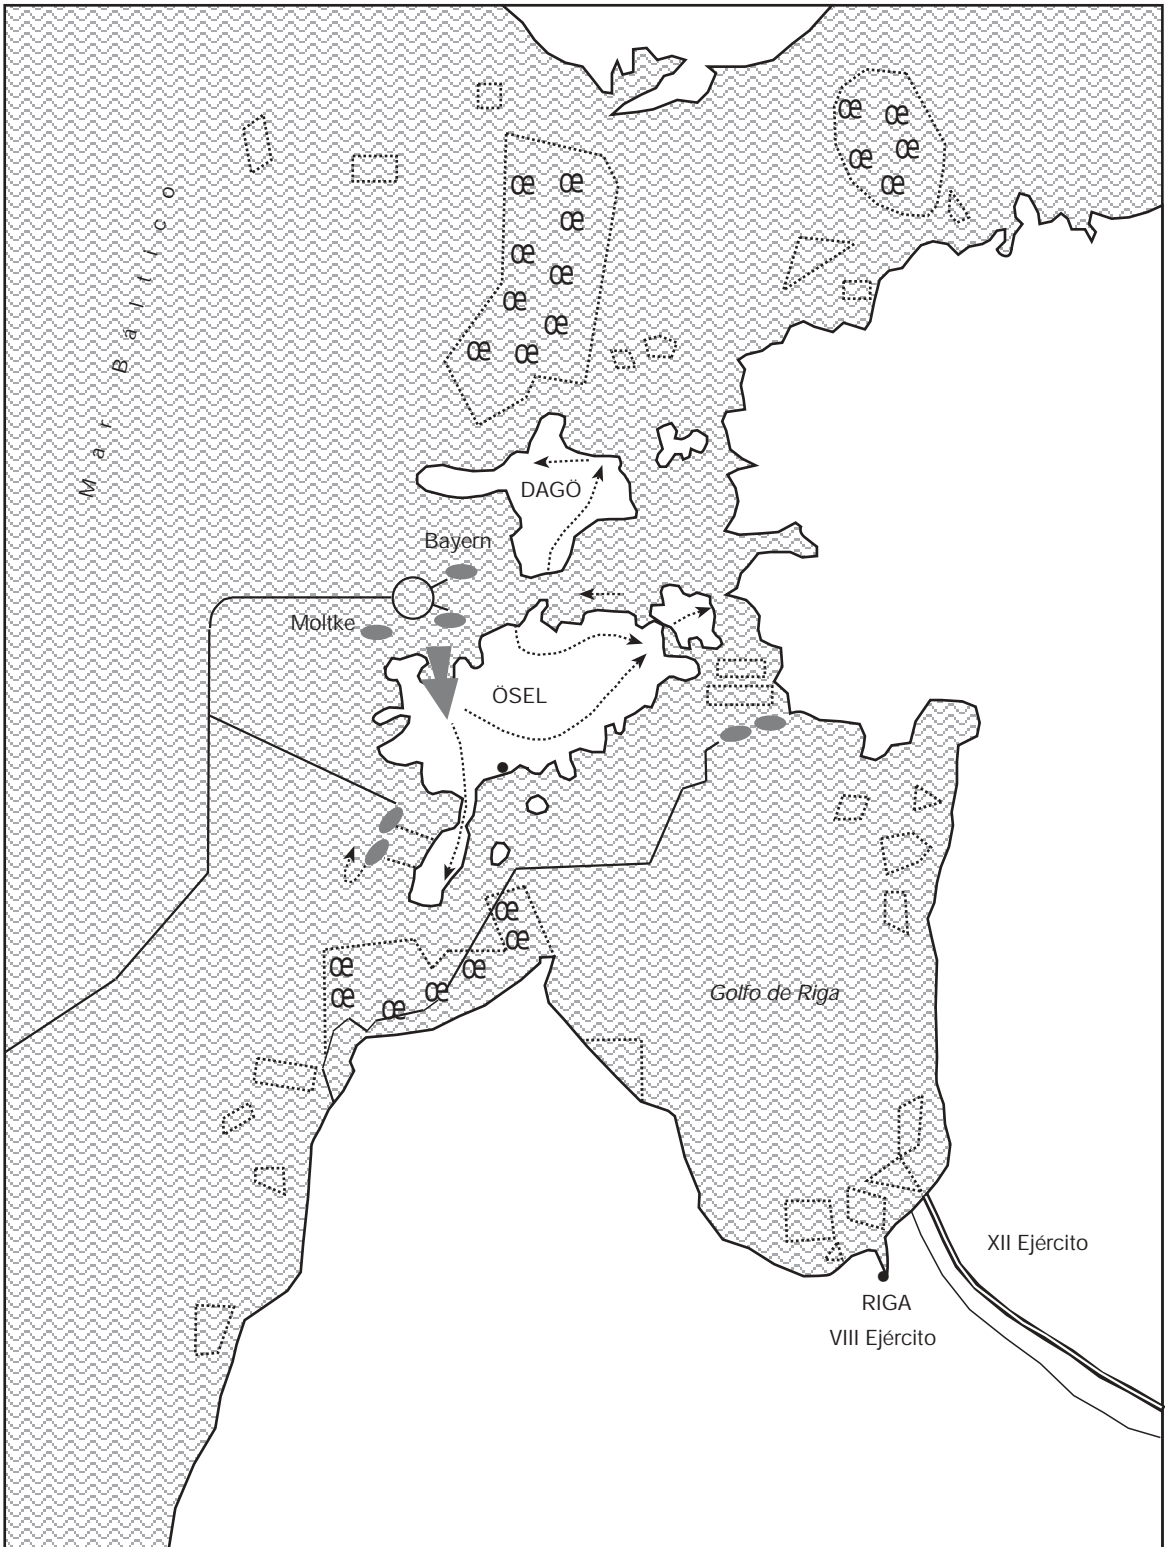 œ œ
œ œ
œ
œ œ
œ
œ
œ
œ
œ
œ œ
Mar Báltico
DAGÖ
Bayern
Moltke
ÖSEL
œ
œ
œ œ
œ œ œ
Golfo de Riga
XII Ejército
RIGA
VIII Ejército